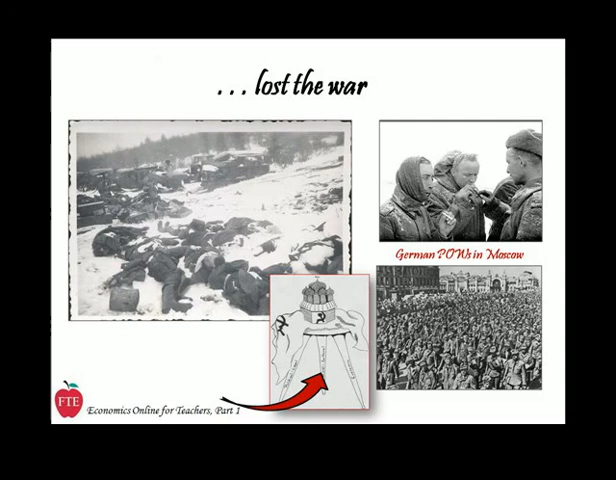 . . . lost the war
German POWs in Moscow
FTE
Economics Online for Teachers, Part 1